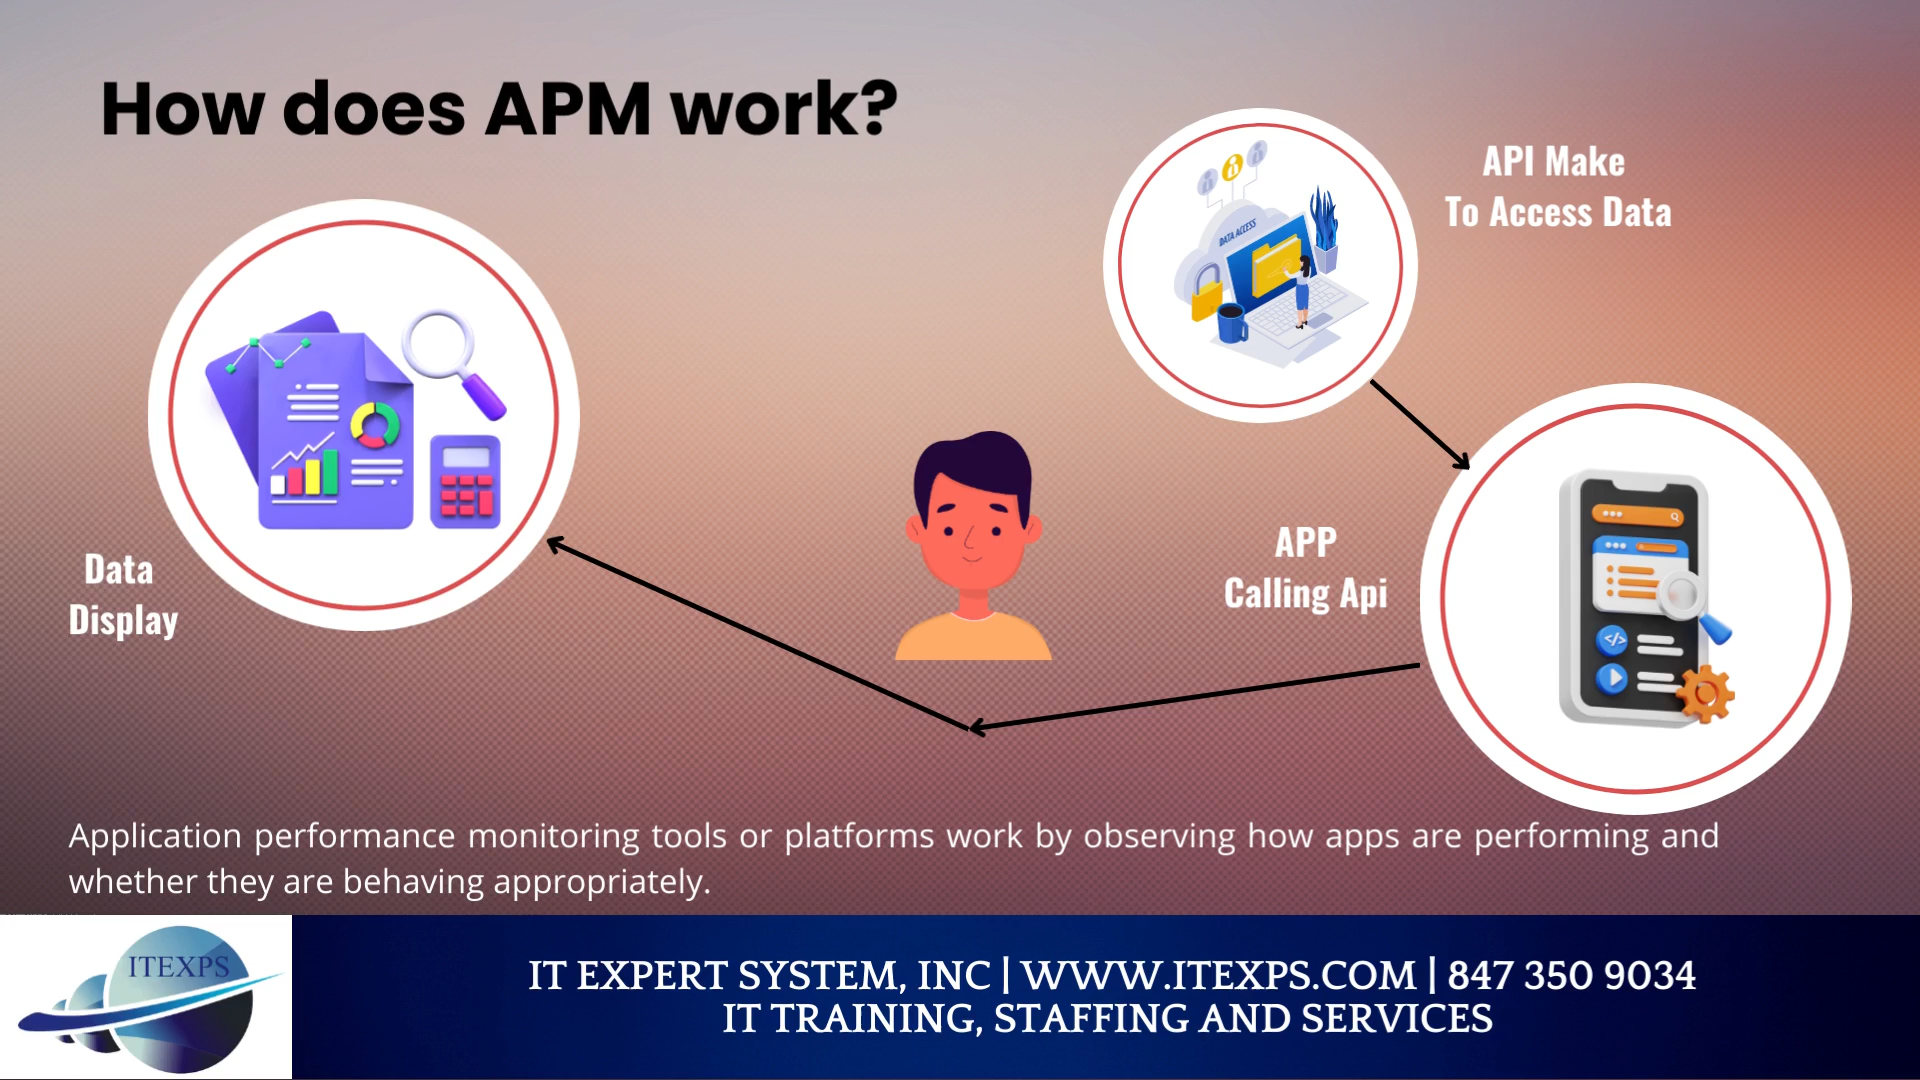 How does APM work?
API Make
To Access Data
DATA ACCESS
Data
Display
APP
Calling Api
Application performance monitoring tools or platforms work by observing how apps are performing and
whether they are behaving appropriately.
ITEXPS
IT EXPERT SYSTEM, INC | WWW.ITEXPS.COM | 847 350 9034
IT TRAINING, STAFFING AND SERVICES